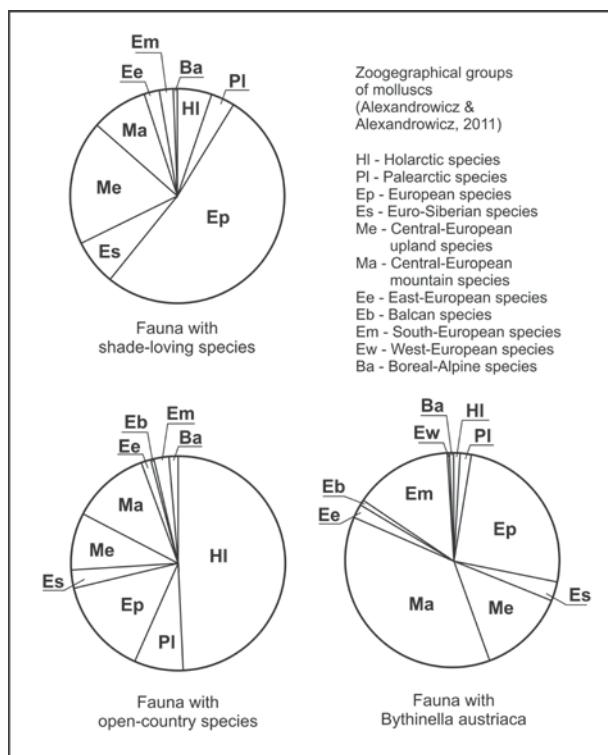 Em
Ba
Ee
Pl
Hl
Ma
Me
Ep
Es
Fauna with
shade-loving species
Zoogegraphical groups
of molluscs
(Alexandrowicz &
Alexandrowicz, 2011)
Hl - Holarctic species
Pl - Palearctic species
Ep - European species
Es - Euro-Siberian species
Me - Central-European
upland species
Ma - Central-European
mountain species
Ee - East-European species
Eb - Balcan species
Em - South-European species
Ew - West-European species
Ba - Boreal-Alpine species
Eb
Em
Ee
Ba
Ma
Hl
Me
Es
Ep
Pl
Fauna with
open-country species
Ba
Hl
Ew
Pl
Eb
Em
Ee
Ep
Es
Ma
Me
Fauna with
Bythinella austriaca